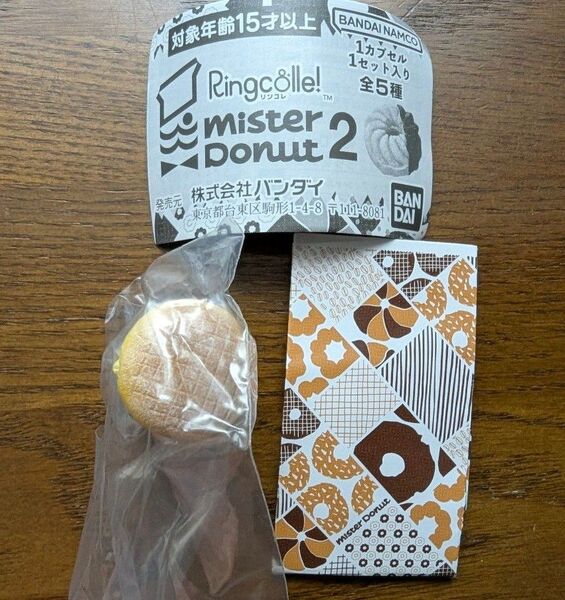 対象年齢15才以上
BANDAI NAMCO
1カプセル
1セット入り
全5種
Ringcolle!™
リンコレ
mister
Donut 2
発売元
株式会社バンダイ
東京都台東区駒形1-4-8 〒111-8081
BAN
DAI
mister Donut